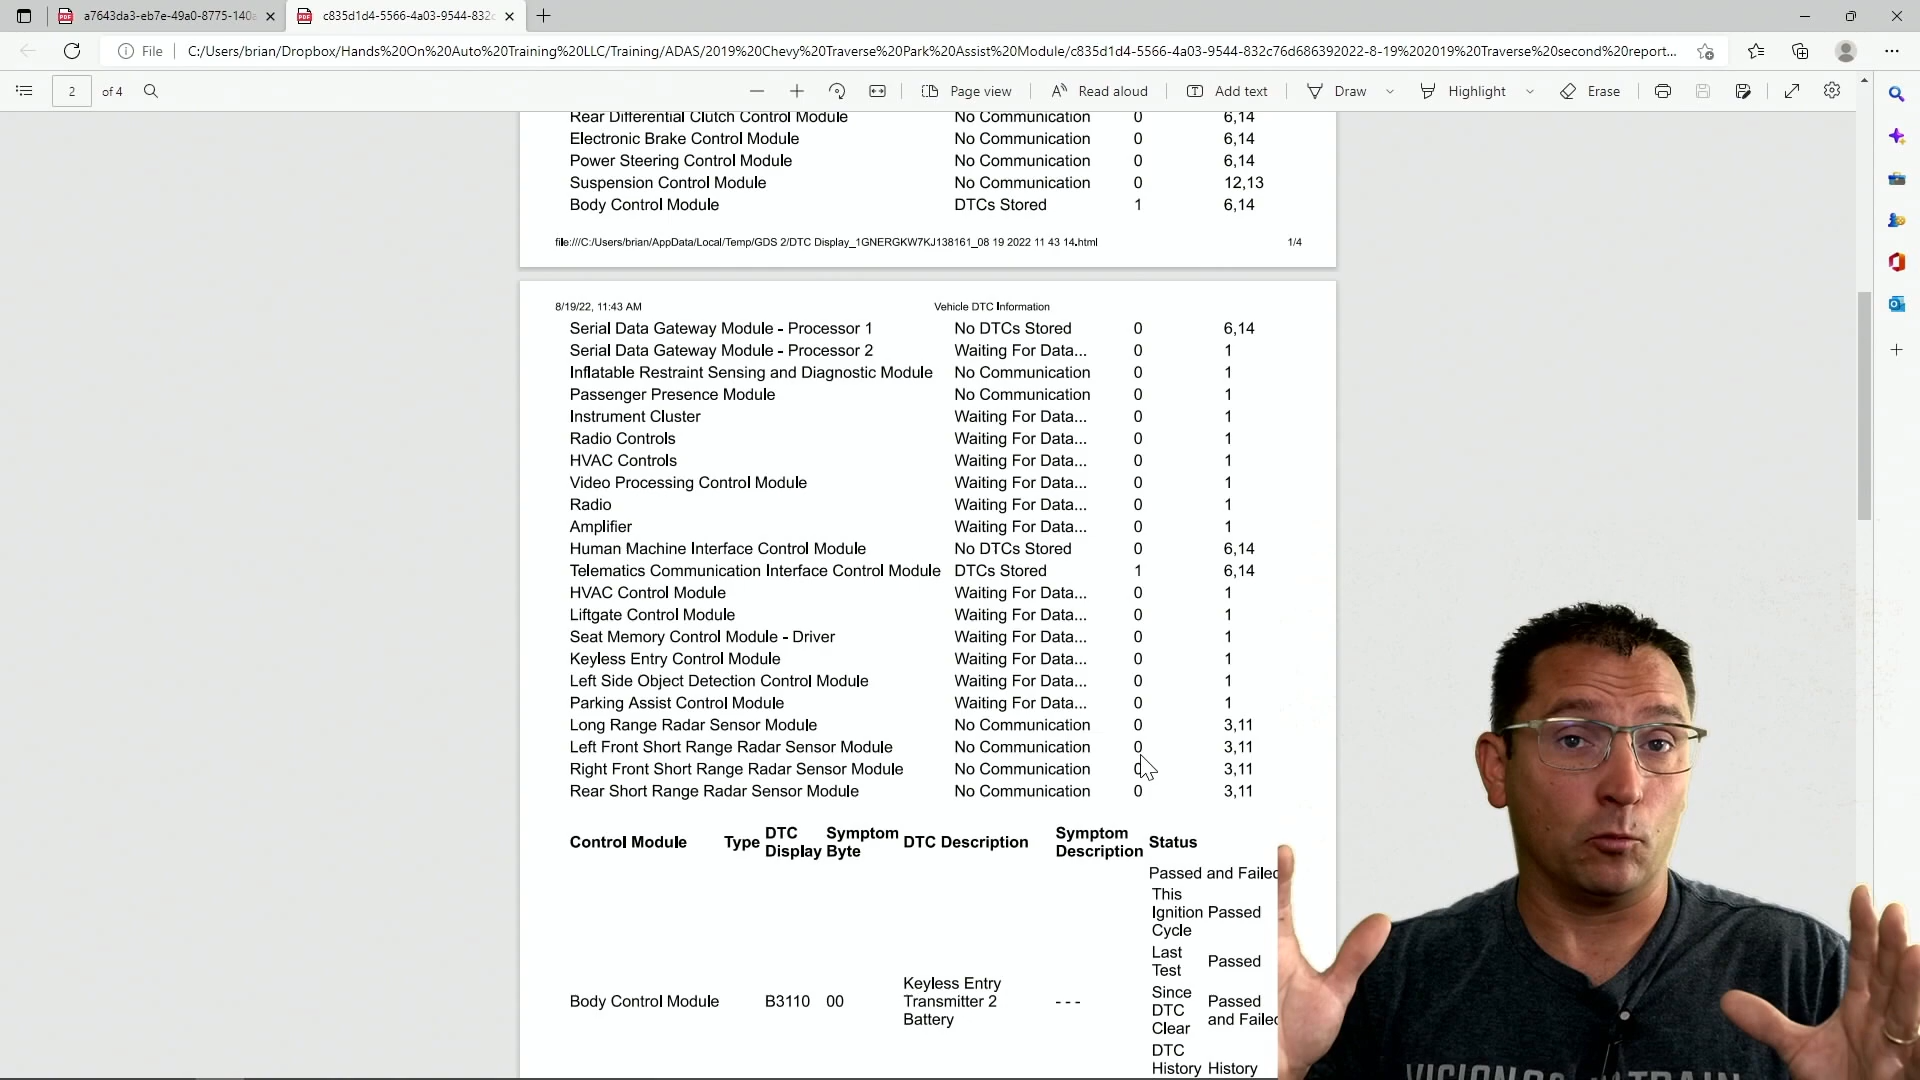 a7643da3-eb7e-49a0-8775-140a
c835d1d4-5566-4a03-9544-832c
File
C:/Users/brian/Dropbox/Hands%20On%20Auto%20Training%20LLC/Training/ADAS/2019%20Chevy%20Traverse%20Park%20Assist%20Module/c835d1d4-5566-4a03-9544-832c76d686392022-8-19%202019%20Traverse%20second%20report...
2 of 4
Page view
Read aloud
Add text
Draw
Highlight
Erase
Rear Differential Clutch Control Module No Communication 0 6,14
Electronic Brake Control Module No Communication 0 6,14
Power Steering Control Module No Communication 0 6,14
Suspension Control Module No Communication 0 12,13
Body Control Module DTCs Stored 1 6,14
file:///C:/Users/brian/AppData/Local/Temp/GDS 2/DTC Display_1GNERGKW7KJ138161_08 19 2022 11 43 14.html 1/4
8/19/22, 11:43 AM Vehicle DTC Information
Serial Data Gateway Module - Processor 1 No DTCs Stored 0 6,14
Serial Data Gateway Module - Processor 2 Waiting For Data... 0 1
Inflatable Restraint Sensing and Diagnostic Module No Communication 0 1
Passenger Presence Module No Communication 0 1
Instrument Cluster Waiting For Data... 0 1
Radio Controls Waiting For Data... 0 1
HVAC Controls Waiting For Data... 0 1
Video Processing Control Module Waiting For Data... 0 1
Radio Waiting For Data... 0 1
Amplifier Waiting For Data... 0 1
Human Machine Interface Control Module No DTCs Stored 0 6,14
Telematics Communication Interface Control Module DTCs Stored 1 6,14
HVAC Control Module Waiting For Data... 0 1
Liftgate Control Module Waiting For Data... 0 1
Seat Memory Control Module - Driver Waiting For Data... 0 1
Keyless Entry Control Module Waiting For Data... 0 1
Left Side Object Detection Control Module Waiting For Data... 0 1
Parking Assist Control Module Waiting For Data... 0 1
Long Range Radar Sensor Module No Communication 0 3,11
Left Front Short Range Radar Sensor Module No Communication 0 3,11
Right Front Short Range Radar Sensor Module No Communication 0 3,11
Rear Short Range Radar Sensor Module No Communication 0 3,11
DTC Symptom Symptom
Control Module Type DTC Description Status
Display Byte Description
Passed and Failed
This
Ignition Passed
Cycle
Last
Test Passed
Keyless Entry
Body Control Module B3110 00 Transmitter 2 - - -
Battery
Since
DTC Passed
Clear and Failed
DTC
History History